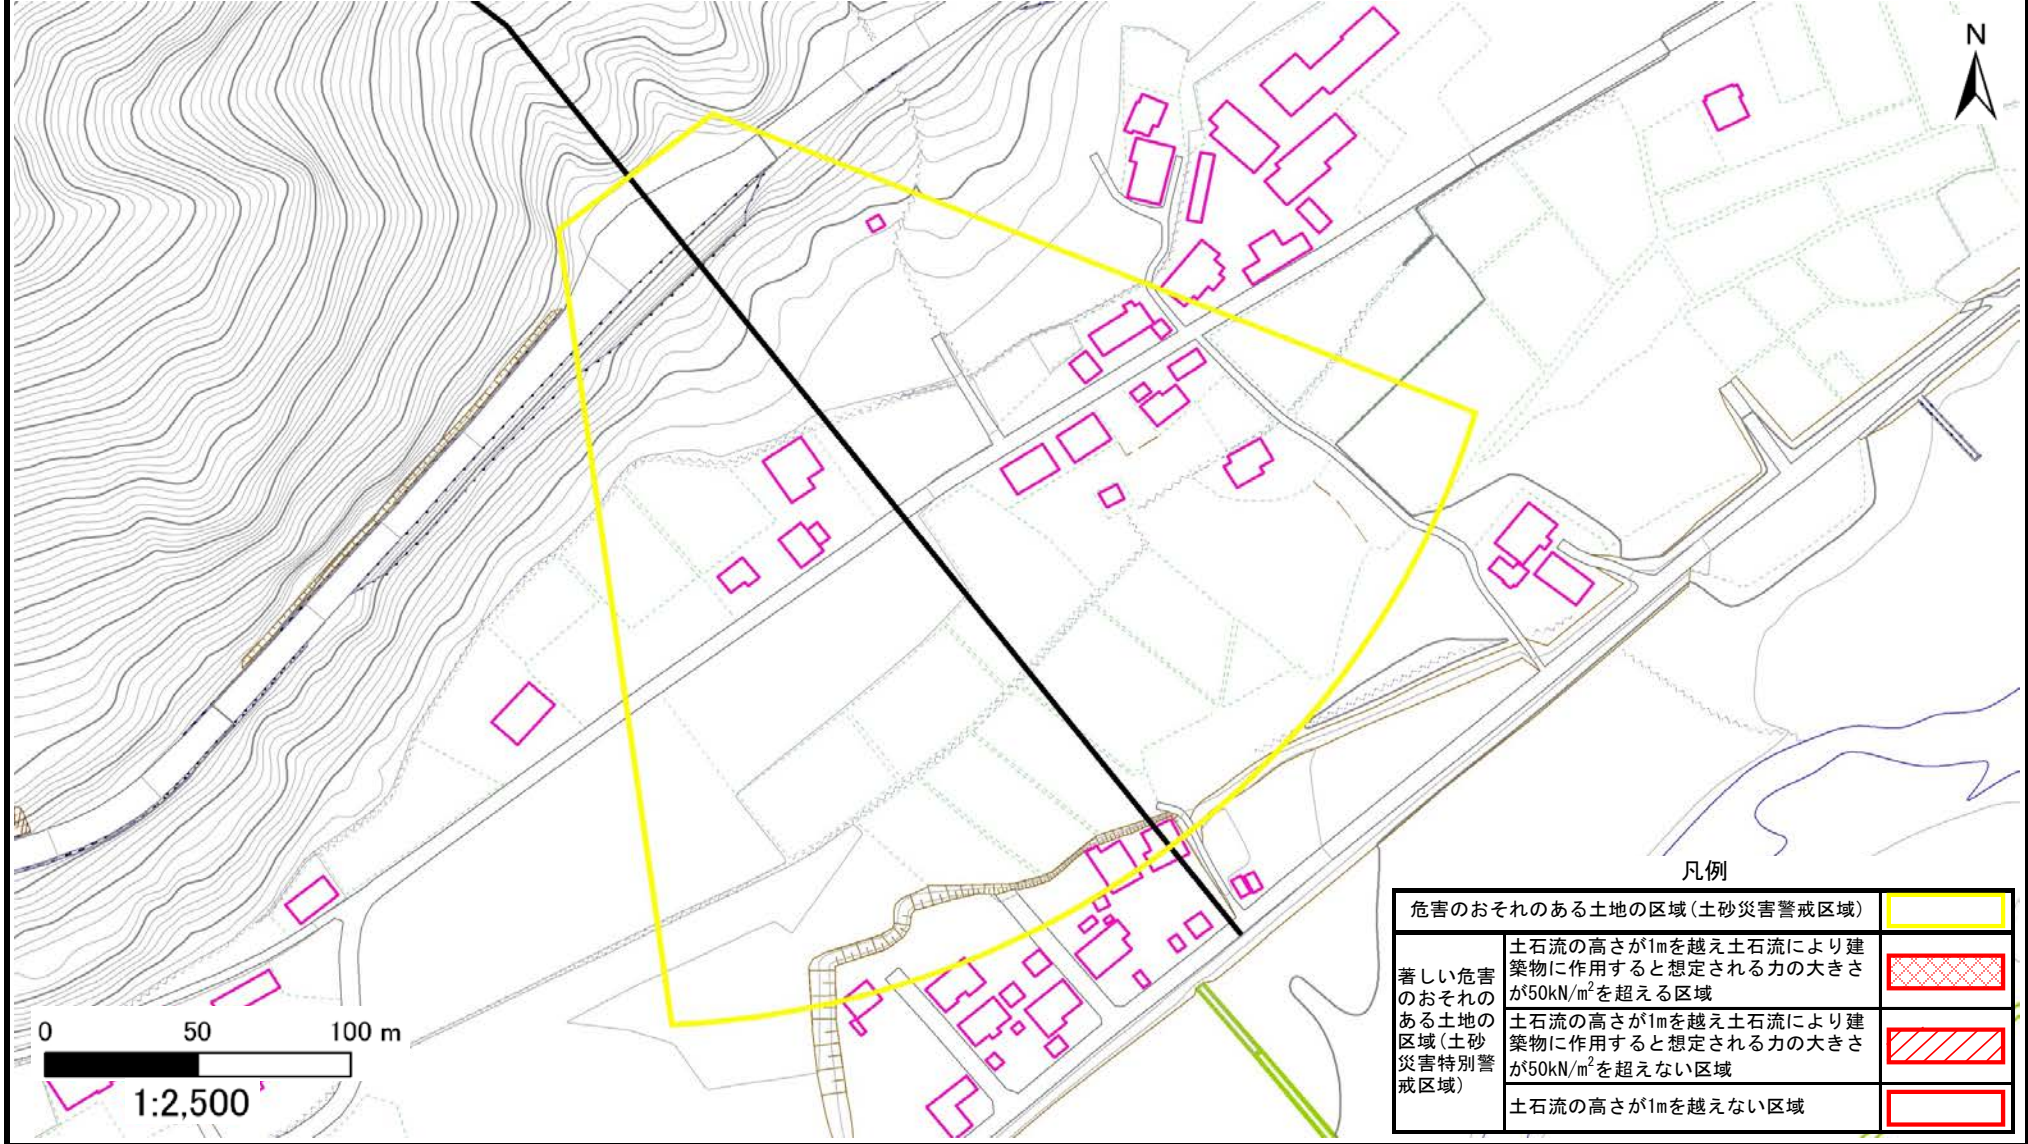 N
凡例
危害のおそれのある土地の区域(土砂災害警戒区域)
著しい危害
のおそれの
ある土地の
区域(土砂
災害特別警
戒区域)
土石流の高さが1mを越え土石流により建
築物に作用すると想定される力の大きさ
が50kN/m²を超える区域
土石流の高さが1mを越え土石流により建
築物に作用すると想定される力の大きさ
が50kN/m²を超えない区域
土石流の高さが1mを越えない区域
0 50 100 m
1:2,500